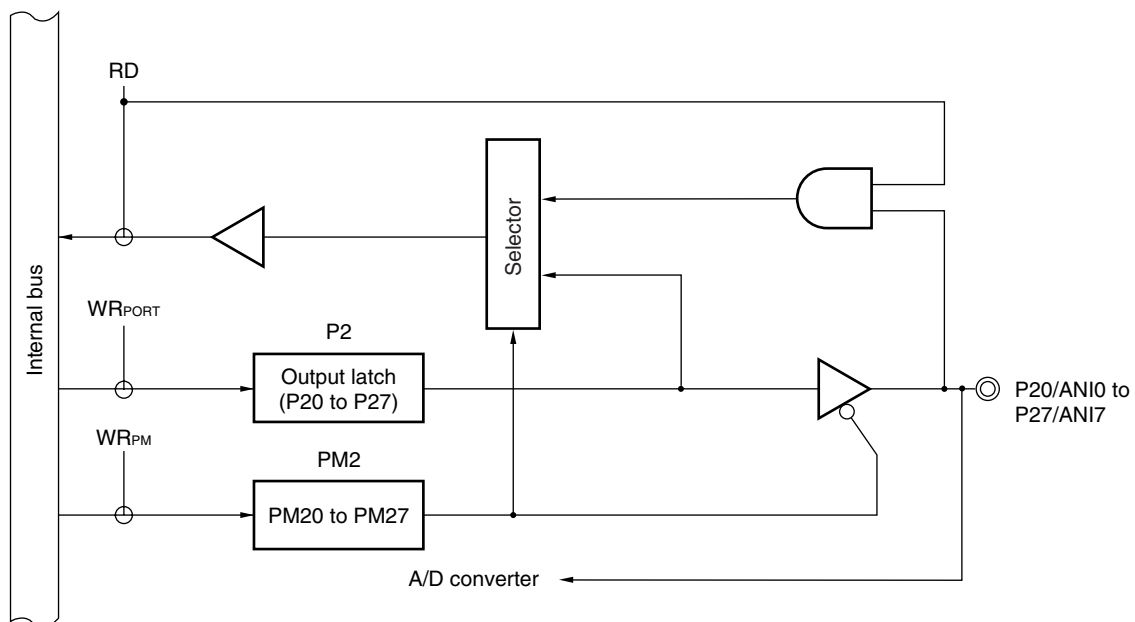 RD
Selector
Internal bus
WRPORT
P2
Output latch
(P20 to P27)
P20/ANI0 to
P27/ANI7
WRPM
PM2
PM20 to PM27
A/D converter